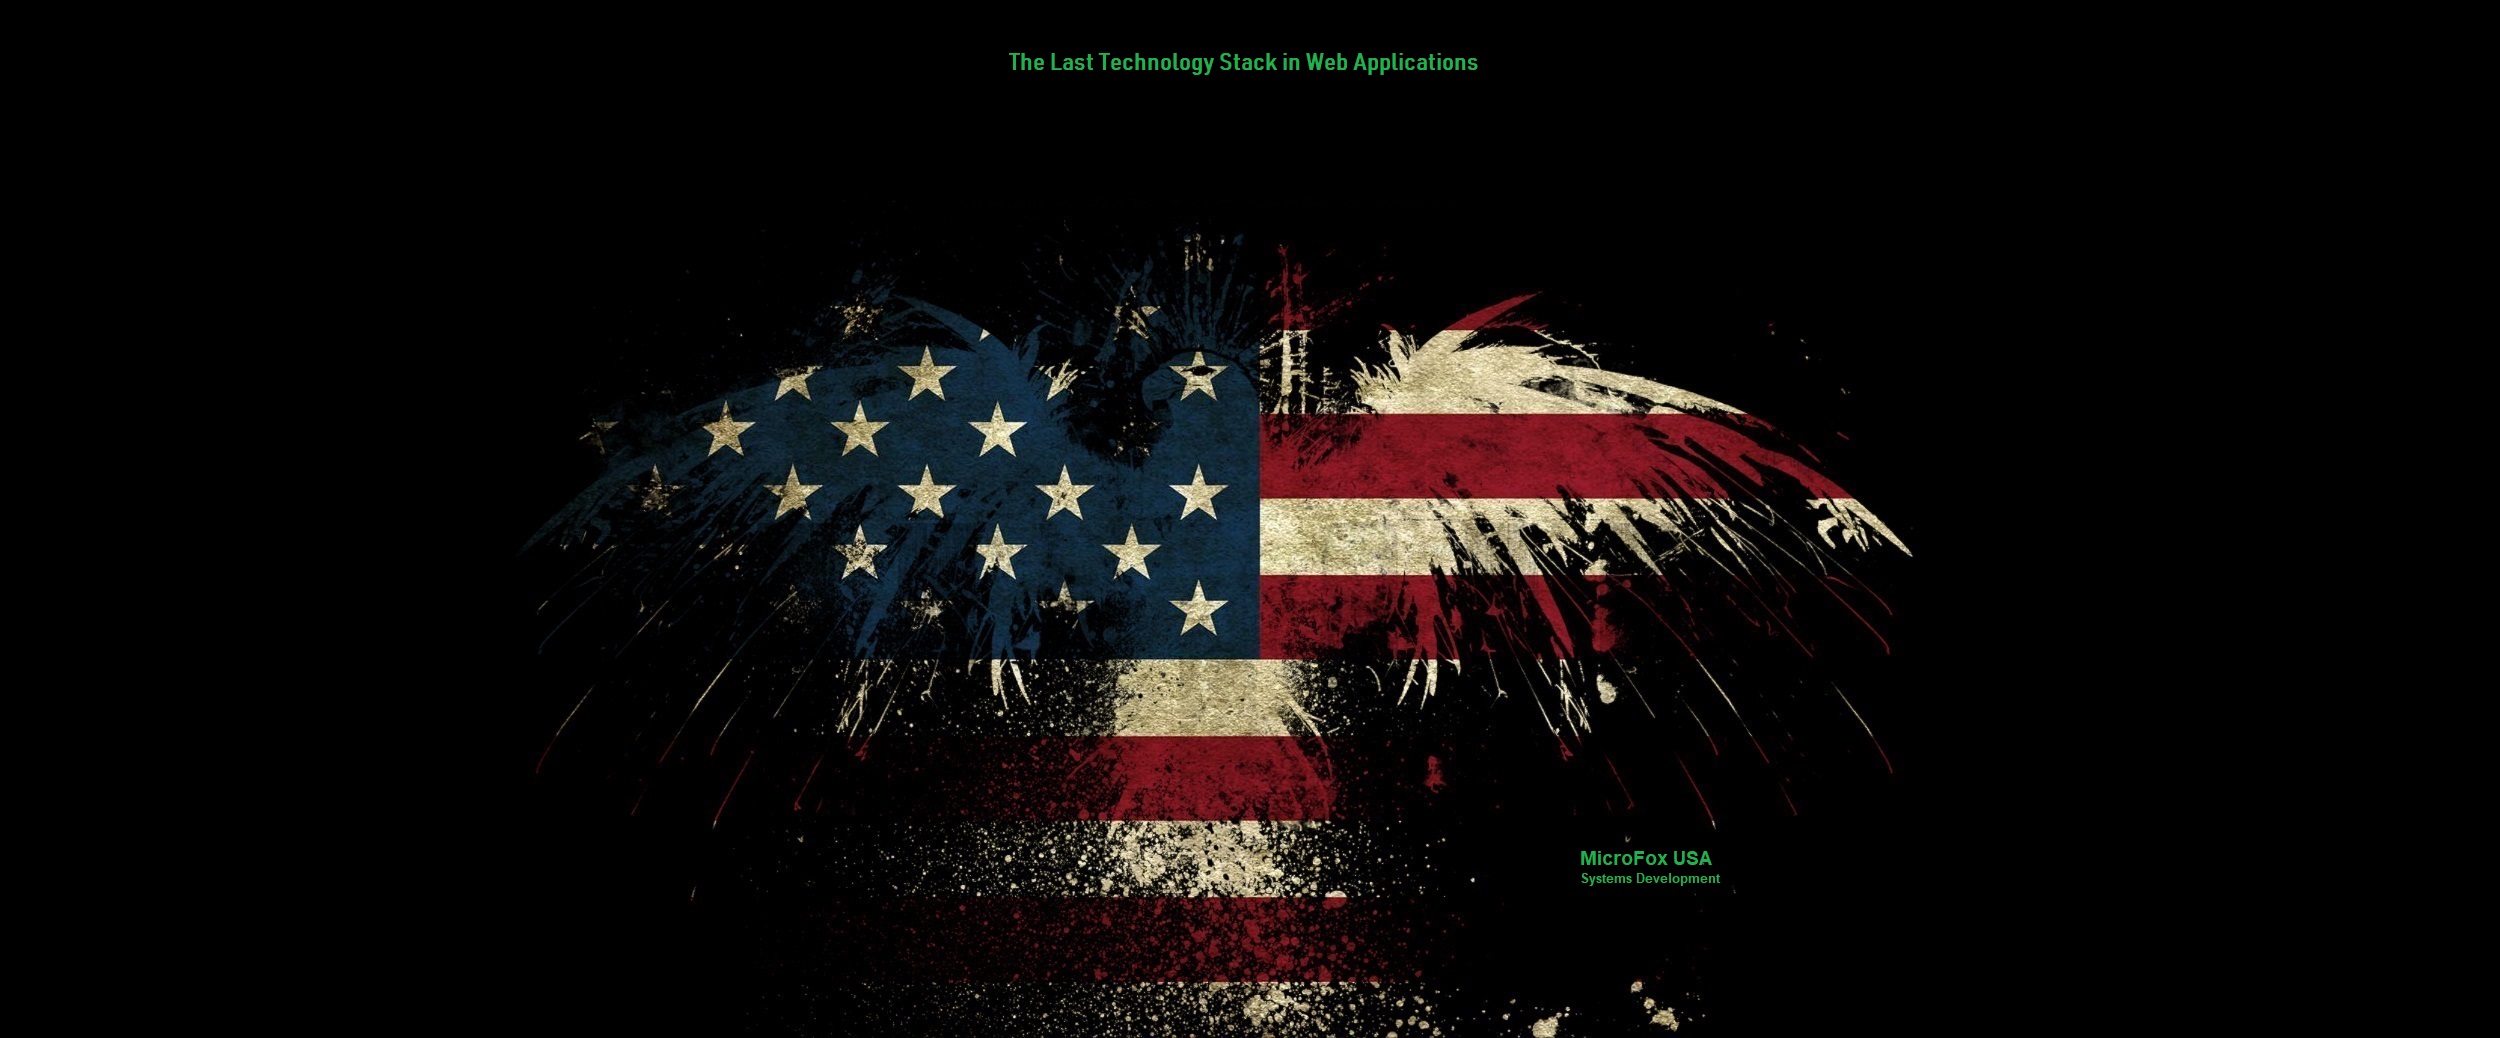 The Last Technology Stack in Web Applications
MicroFox USA
Systems Development